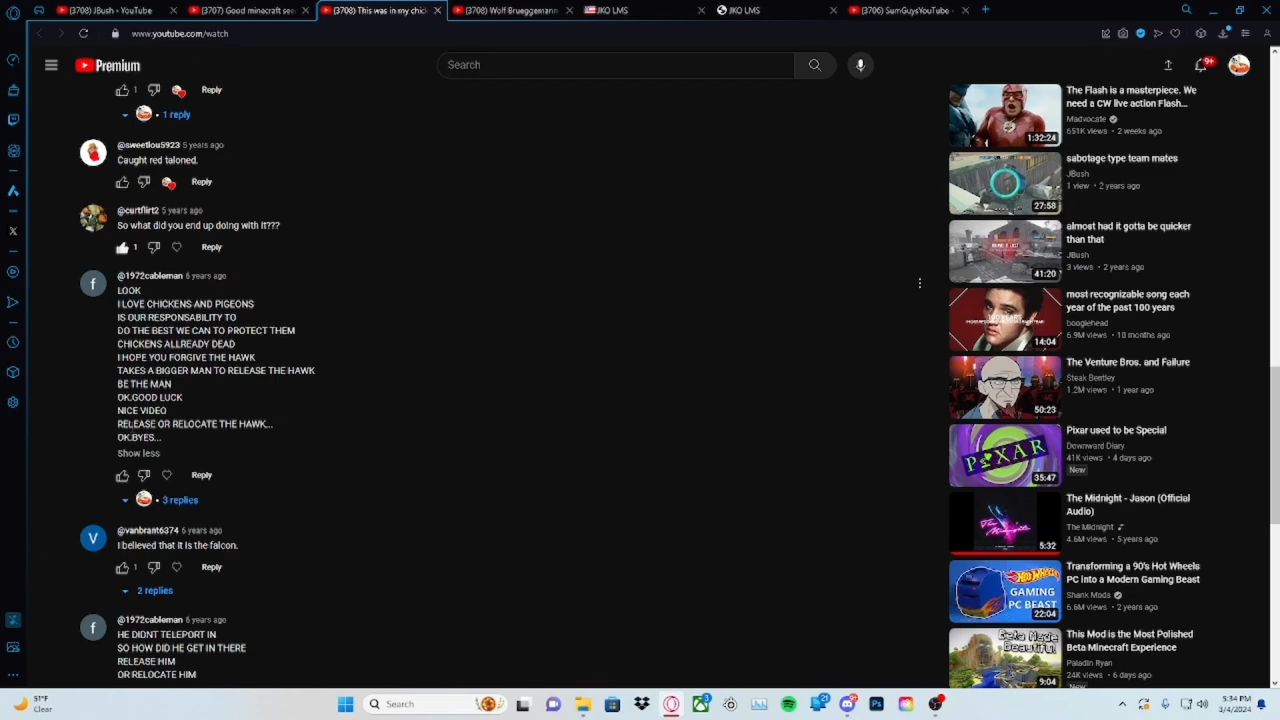 (3708) JBush - YouTube
(3707) Good minecraft see
(3708) This was in my chic
(3708) Wolf Brueggemann
JKO LMS
JKO LMS
(3706) SumGuysYouTube
www.youtube.com/watch
Premium
Search
9+
1
Reply
1 reply
@sweetlou5923 5 years ago
Caught red taloned.
Reply
@curtflirt2 5 years ago
So what did you end up doing with it???
1
Reply
@1972cableman 6 years ago
LOOK
I LOVE CHICKENS AND PIGEONS
IS OUR RESPONSABILITY TO
DO THE BEST WE CAN TO PROTECT THEM
CHICKENS ALLREADY DEAD
I HOPE YOU FORGIVE THE HAWK
TAKES A BIGGER MAN TO RELEASE THE HAWK
BE THE MAN
OK.GOOD LUCK
NICE VIDEO
RELEASE OR RELOCATE THE HAWK...
OK.BYES...
Show less
Reply
3 replies
V
@vanbrant6374 6 years ago
I believed that it is the falcon.
1
Reply
2 replies
f
@1972cableman 6 years ago
HE DIDNT TELEPORT IN
SO HOW DID HE GET IN THERE
RELEASE HIM
OR RELOCATE HIM
1:32:24
The Flash is a masterpiece. We
need a CW live action Flash...
Madvocate
651K views • 2 weeks ago
27:58
sabotage type team mates
JBush
1 view • 2 years ago
41:20
almost had it gotta be quicker
than that
JBush
3 views • 2 years ago
14:04
most recognizable song each
year of the past 100 years
boogiehead
6.9M views • 10 months ago
50:23
The Venture Bros. and Failure
Steak Bentley
1.2M views • 1 year ago
PIXAR
35:47
Pixar used to be Special
Downward Diary
41K views • 4 days ago
New
The Midnight
5:32
The Midnight - Jason (Official
Audio)
The Midnight
4.6M views • 5 years ago
HOT WHEELS
GAMING
PC BEAST
22:04
Transforming a 90's Hot Wheels
PC into a Modern Gaming Beast
Shank Mods
6.6M views • 2 years ago
Beta Made
Beautiful
9:04
This Mod is the Most Polished
Beta Minecraft Experience
Paladin Ryan
24K views • 6 days ago
New
51°F
Clear
Search
5:34 PM
3/4/2024